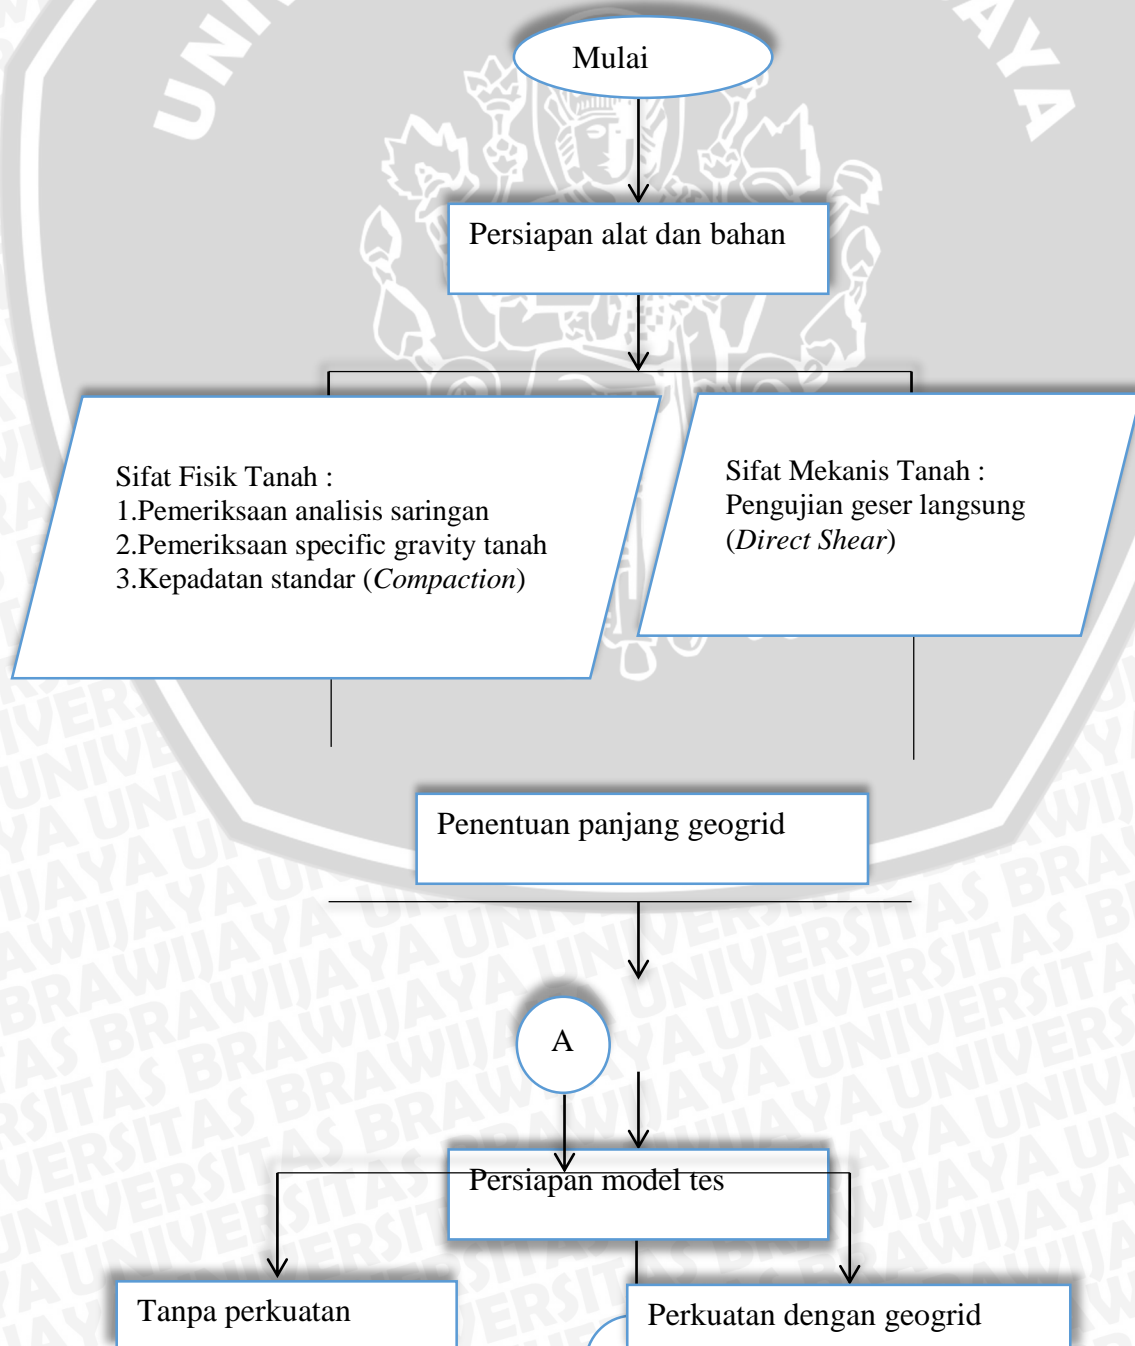 Mulai
Persiapan alat dan bahan
Sifat Fisik Tanah :
1.Pemeriksaan analisis saringan
2.Pemeriksaan specific gravity tanah
3.Kepadatan standar (Compaction)
Sifat Mekanis Tanah :
Pengujian geser langsung
(Direct Shear)
Penentuan panjang geogrid
A
Persiapan model tes
Tanpa perkuatan
Perkuatan dengan geogrid